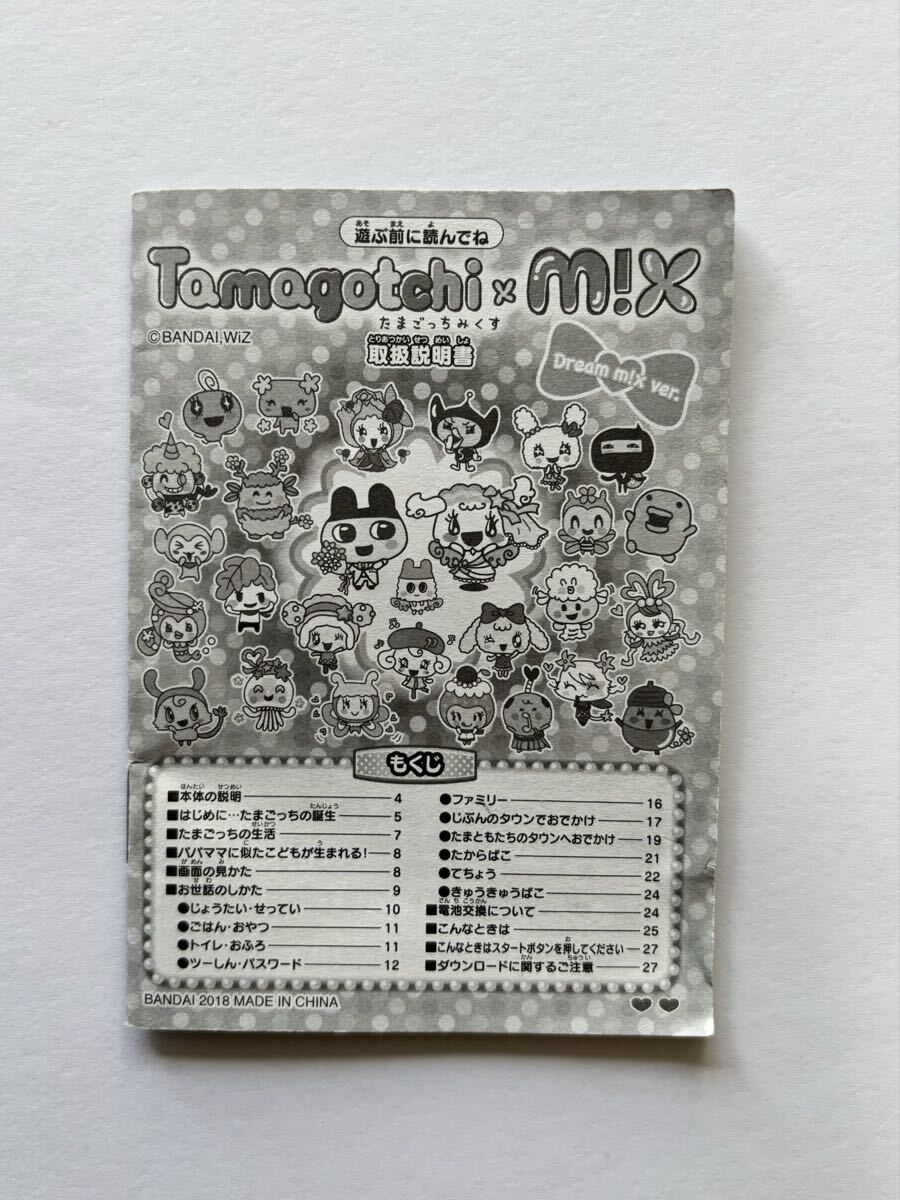 遊ぶ前に読んでね
Tamagotchi × m!x
たまごっちみくす
©BANDAI,WiZ
取扱説明書
Dream m!x ver.
もくじ
■本体の説明 4
■はじめに…たまごっちの誕生 5
■たまごっちの生活 7
■パパママに似たこどもが生まれる! 8
■画面の見かた 8
■お世話のしかた 9
●じょうたい・せってい 10
●ごはん・おやつ 11
●トイレ・おふろ 11
●ツーしん・パスワード 12
●ファミリー 16
●じぶんのタウンでおでかけ 17
●たまともたちのタウンへおでかけ 19
●たからばこ 21
●てちょう 22
●きゅうきゅうばこ 24
■電池交換について 24
■こんなときは 25
■こんなときはスタートボタンを押してください 27
■ダウンロードに関するご注意 27
BANDAI 2018 MADE IN CHINA